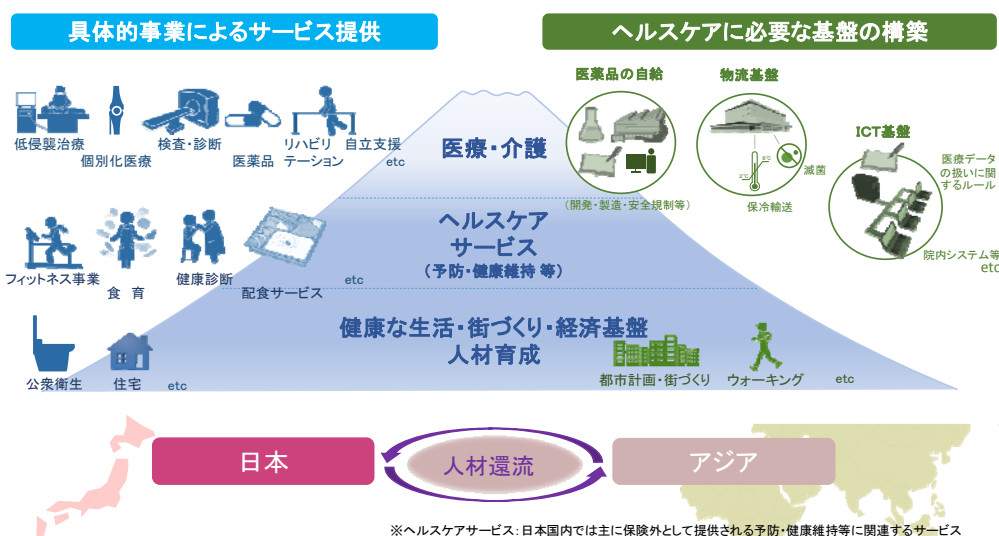 具体的事業によるサービス提供
ヘルスケアに必要な基盤の構築
低侵襲治療
個別化医療
検査・診断
医薬品
リハビリ
テーション
自立支援
etc
医療・介護
医薬品の自給
(開発・製造・安全規制等)
物流基盤
8℃
2℃
滅菌
保冷輸送
ICT基盤
医療データ
の扱いに関
するルール
院内システム等
etc
フィットネス事業
食 育
健康診断
配食サービス
etc
ヘルスケア
サービス
(予防・健康維持 等)
健康な生活・街づくり・経済基盤
人材育成
公衆衛生
住宅
etc
都市計画・街づくり
ウォーキング
etc
日本
人材還流
アジア
※ヘルスケアサービス:日本国内では主に保険外として提供される予防・健康維持等に関連するサービス